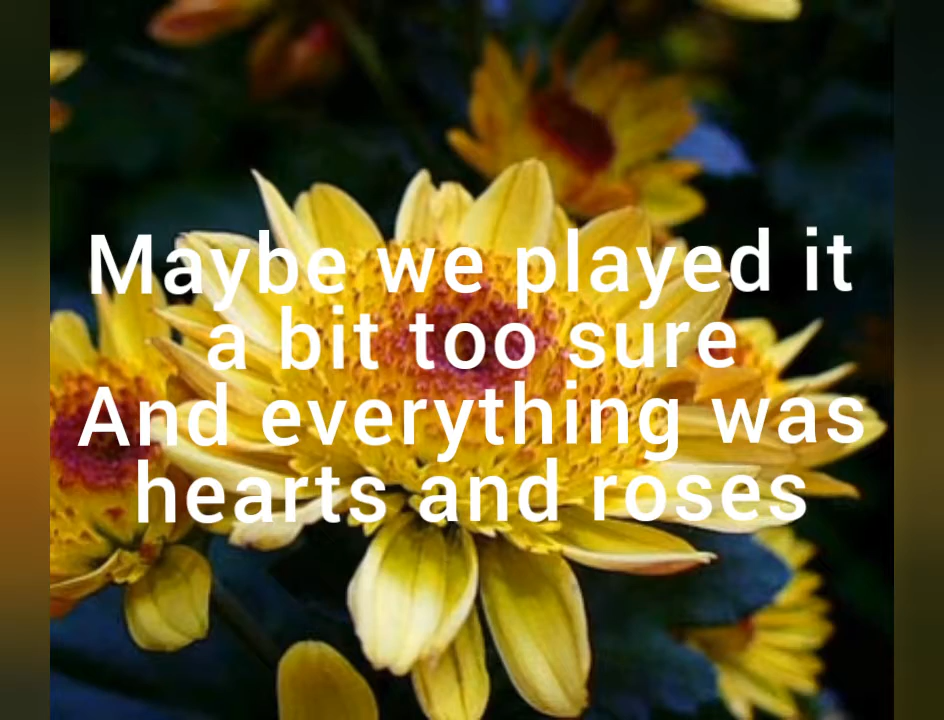 Maybe we played it
a bit too sure
And everything was
hearts and roses